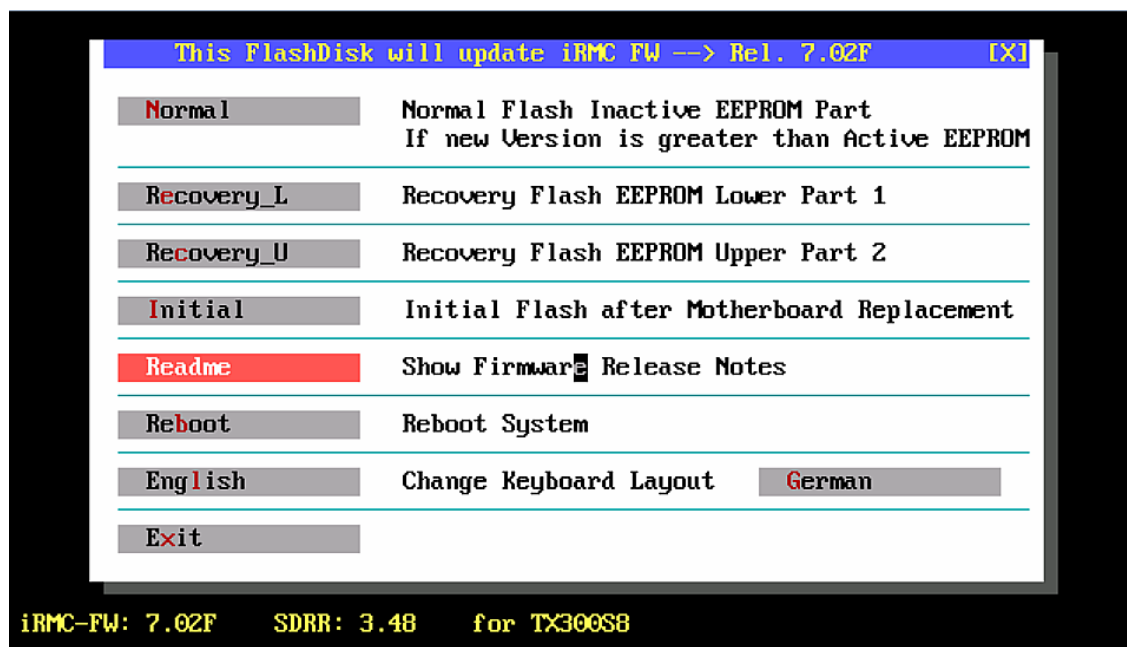 This FlashDisk will update iRMC FW --> Rel. 7.02F [X]
Normal Normal Flash Inactive EEPROM Part
If new Version is greater than Active EEPROM
Recovery_L Recovery Flash EEPROM Lower Part 1
Recovery_U Recovery Flash EEPROM Upper Part 2
Initial Initial Flash after Motherboard Replacement
Readme Show Firmware Release Notes
Reboot Reboot System
English Change Keyboard Layout German
Exit
iRMC-FW: 7.02F SDRR: 3.48 for TX300S8